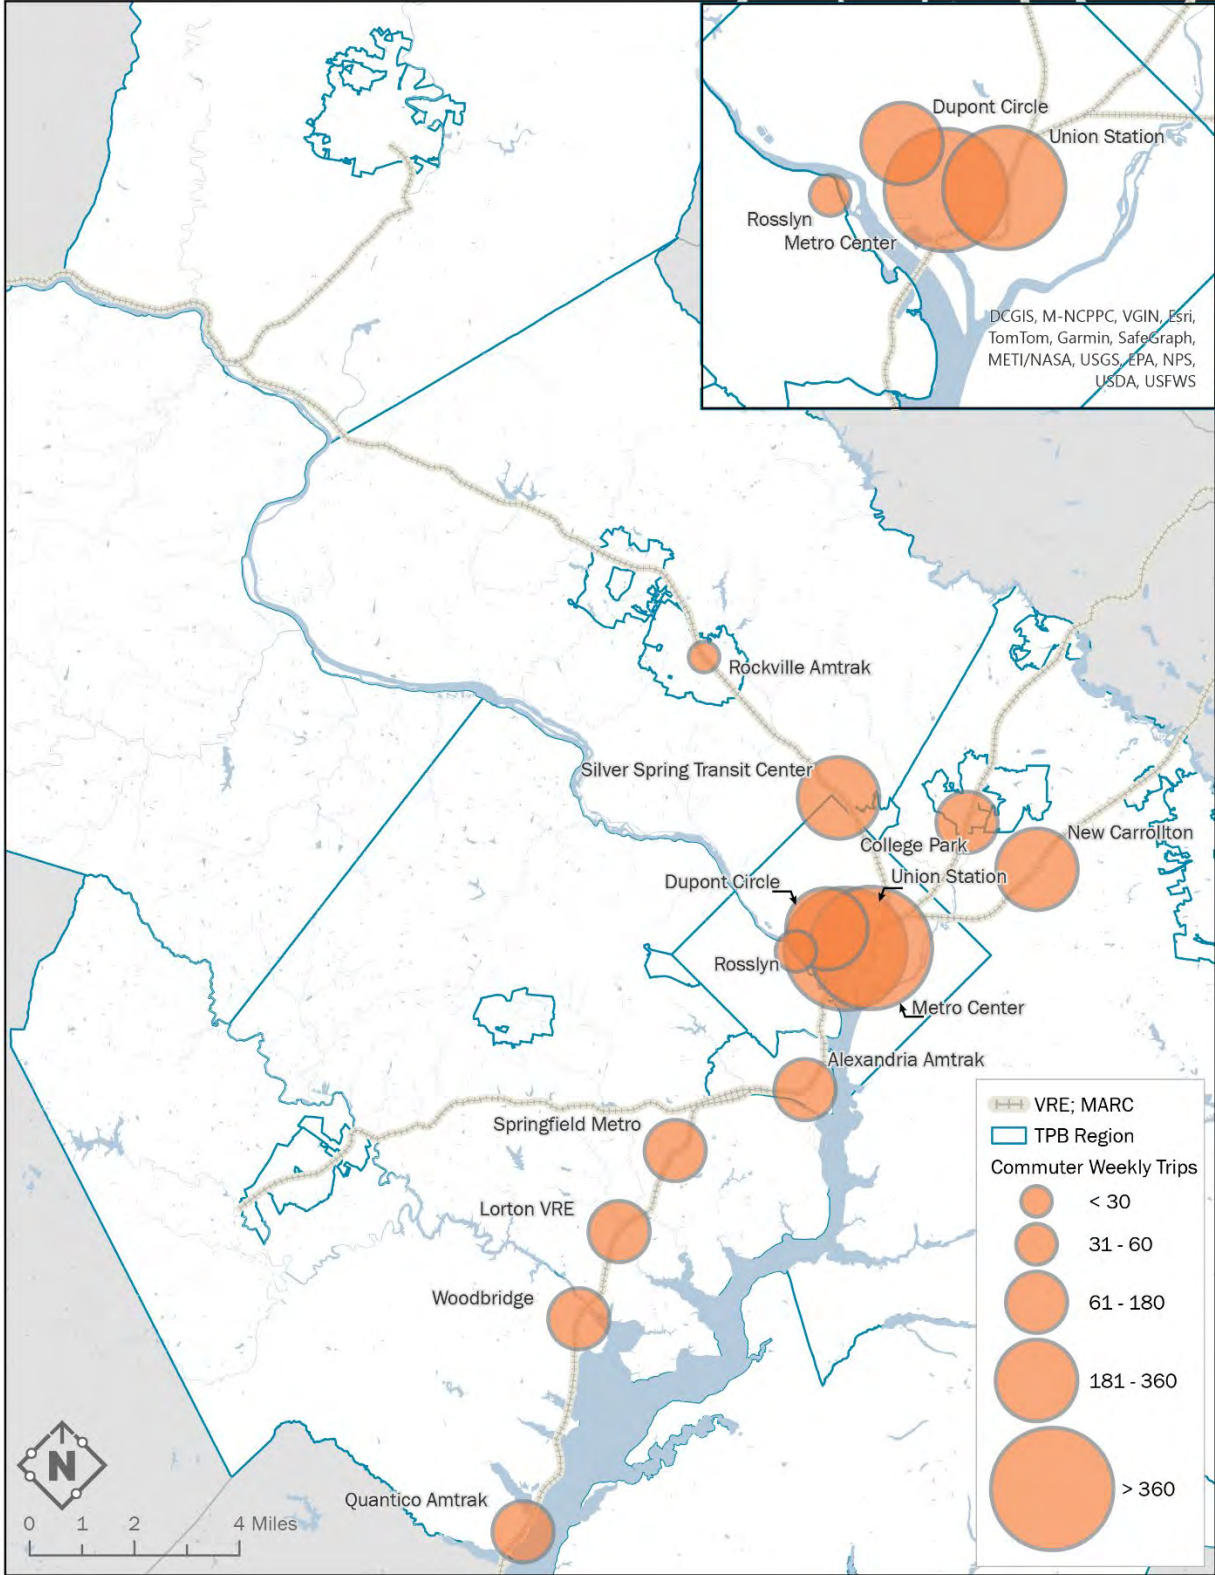 Dupont Circle
Union Station
Rosslyn
Metro Center
DCGIS, M-NCPPC, VGIN, Esri,
TomTom, Garmin, SafeGraph,
METI/NASA, USGS, EPA, NPS,
USDA, USFWS
Rockville Amtrak
Silver Spring Transit Center
College Park
New Carrollton
Dupont Circle
Union Station
Rosslyn
Metro Center
Alexandria Amtrak
Springfield Metro
Lorton VRE
Woodbridge
Quantico Amtrak
VRE; MARC
TPB Region
Commuter Weekly Trips
< 30
31 - 60
61 - 180
181 - 360
> 360
N
0 1 2 4 Miles